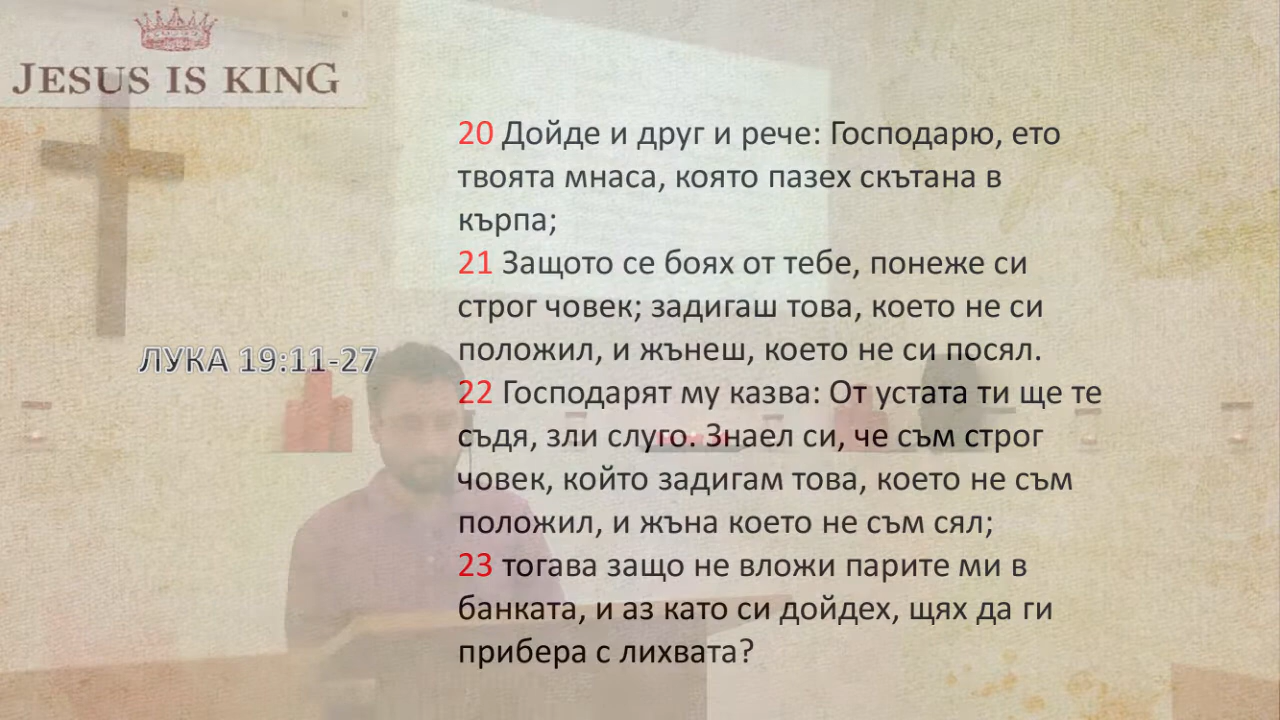 JESUS IS KING
ЛУКА 19:11-27
20 Дойде и друг и рече: Господарю, ето
твоята мнаса, която пазех скътана в
кърпа;
21 Защото се боях от тебе, понеже си
строг човек; задигаш това, което не си
положил, и жънеш, което не си посял.
22 Господарят му казва: От устата ти ще те
съдя, зли слуго. Знаел си, че съм строг
човек, който задигам това, което не съм
положил, и жъна което не съм сял;
23 тогава защо не вложи парите ми в
банката, и аз като си дойдех, щях да ги
прибера с лихвата?